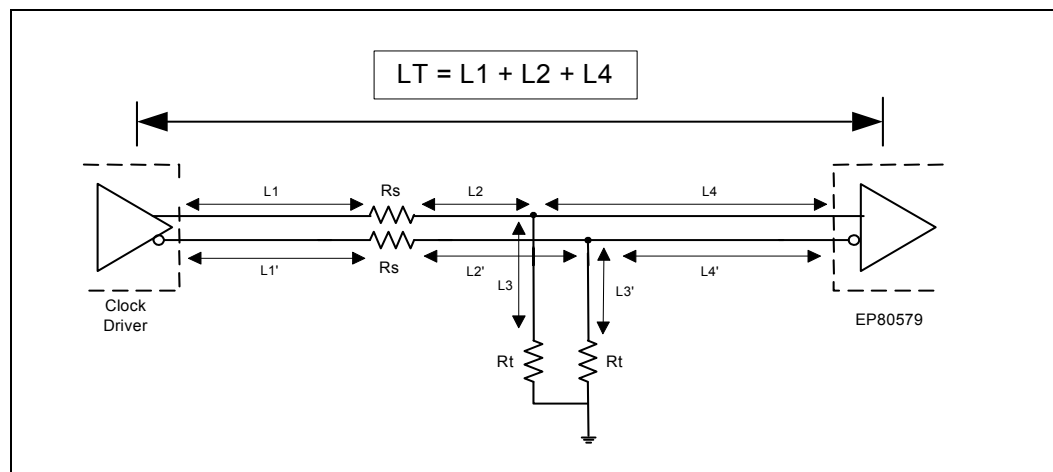 LT = L1 + L2 + L4
L1
Rs
L2
L4
L1'
Rs
L2'
L3
L3'
L4'
Clock
Driver
EP80579
Rt
Rt